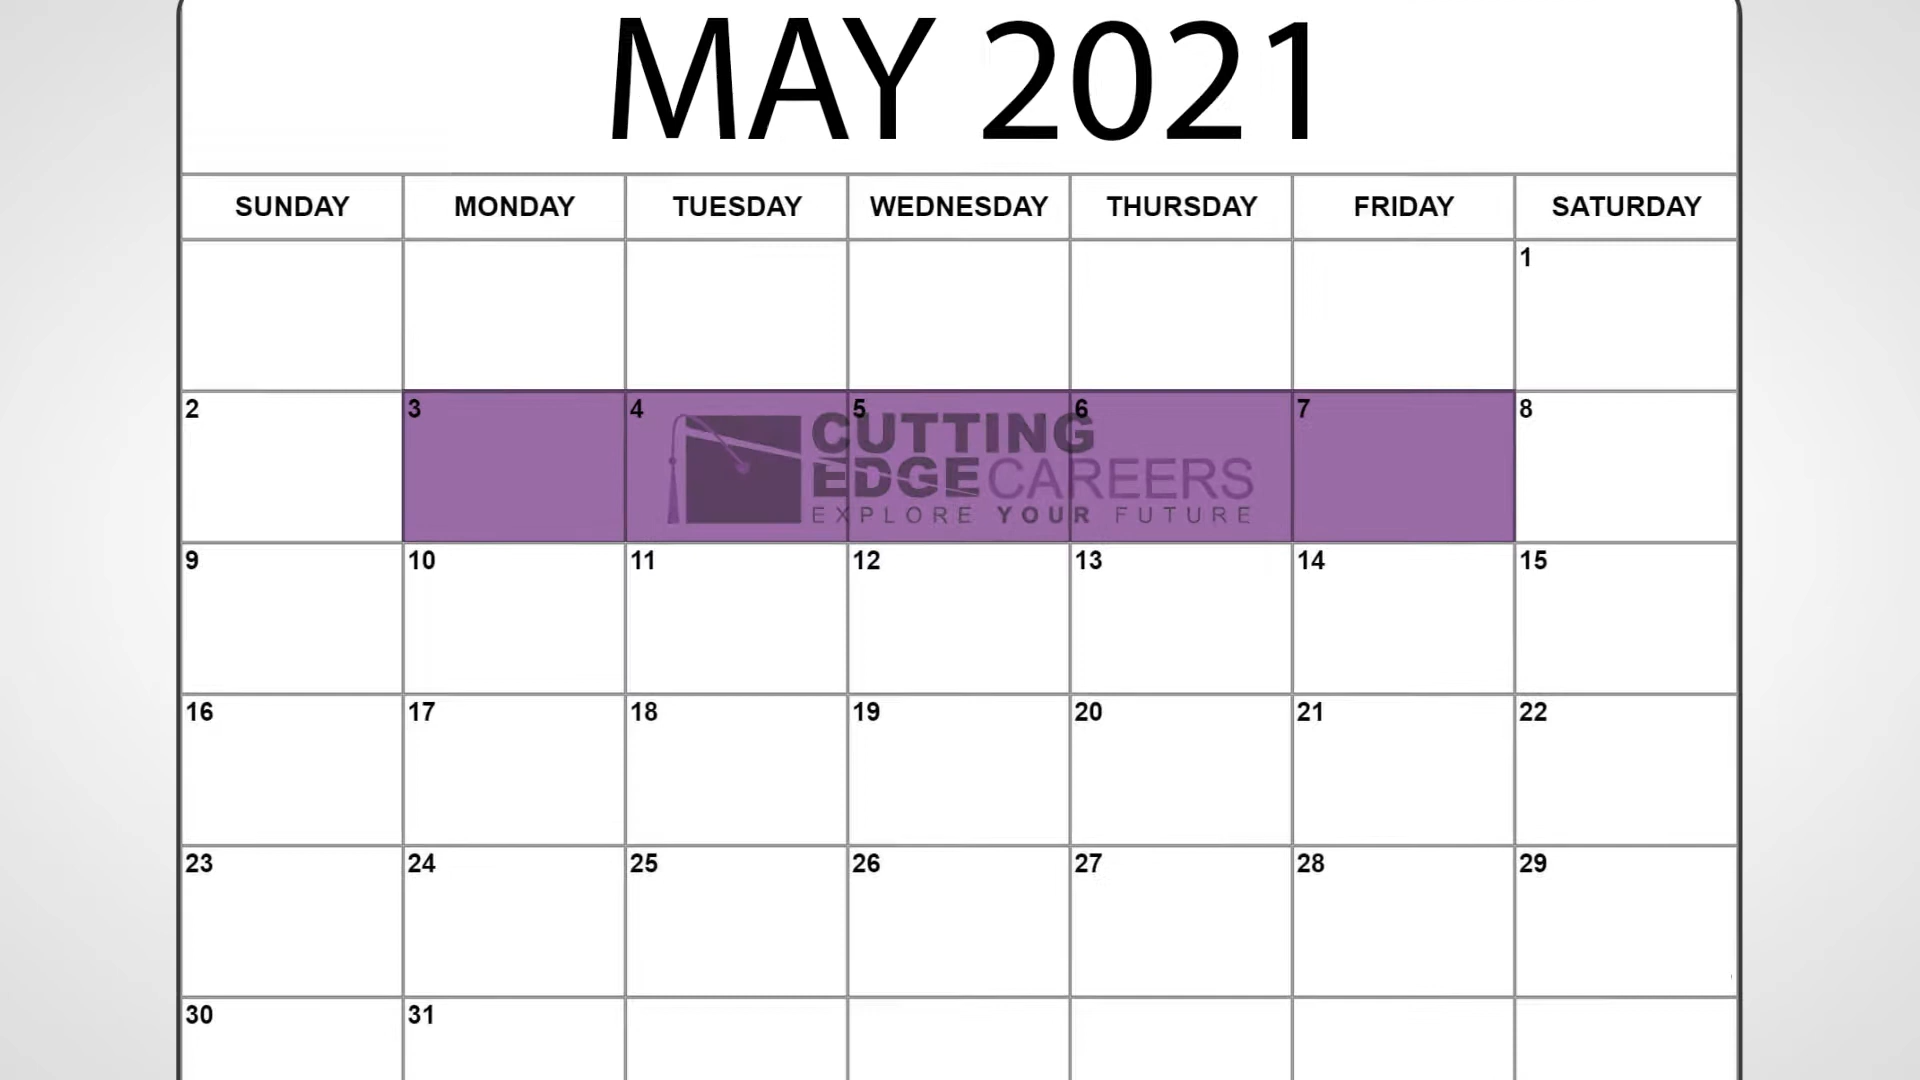 MAY 2021
SUNDAY MONDAY TUESDAY WEDNESDAY THURSDAY FRIDAY SATURDAY
1
2 3 4 5 6 7 8
CUTTING
EDGE CAREERS
EXPLORE YOUR FUTURE
9 10 11 12 13 14 15
16 17 18 19 20 21 22
23 24 25 26 27 28 29
30 31